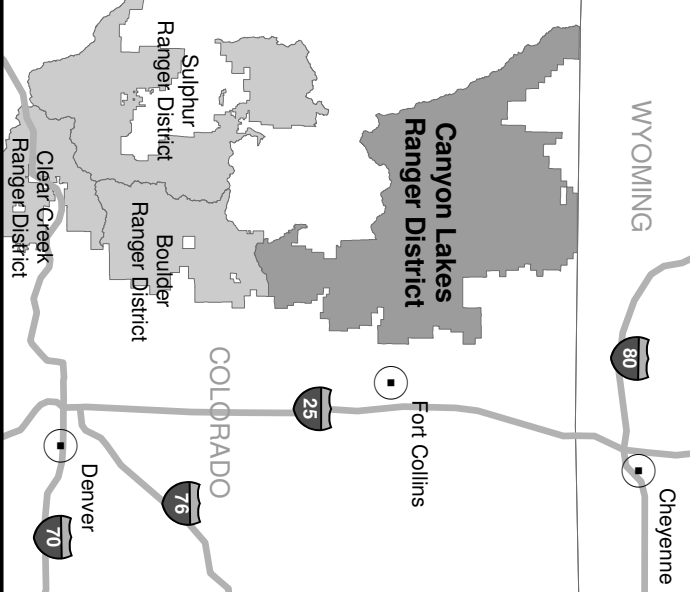 WYOMING
80
Cheyenne
Canyon Lakes
Ranger District
Fort Collins
25
Sulphur
Ranger District
Boulder
Ranger District
COLORADO
76
Clear Creek
Ranger District
Denver
70